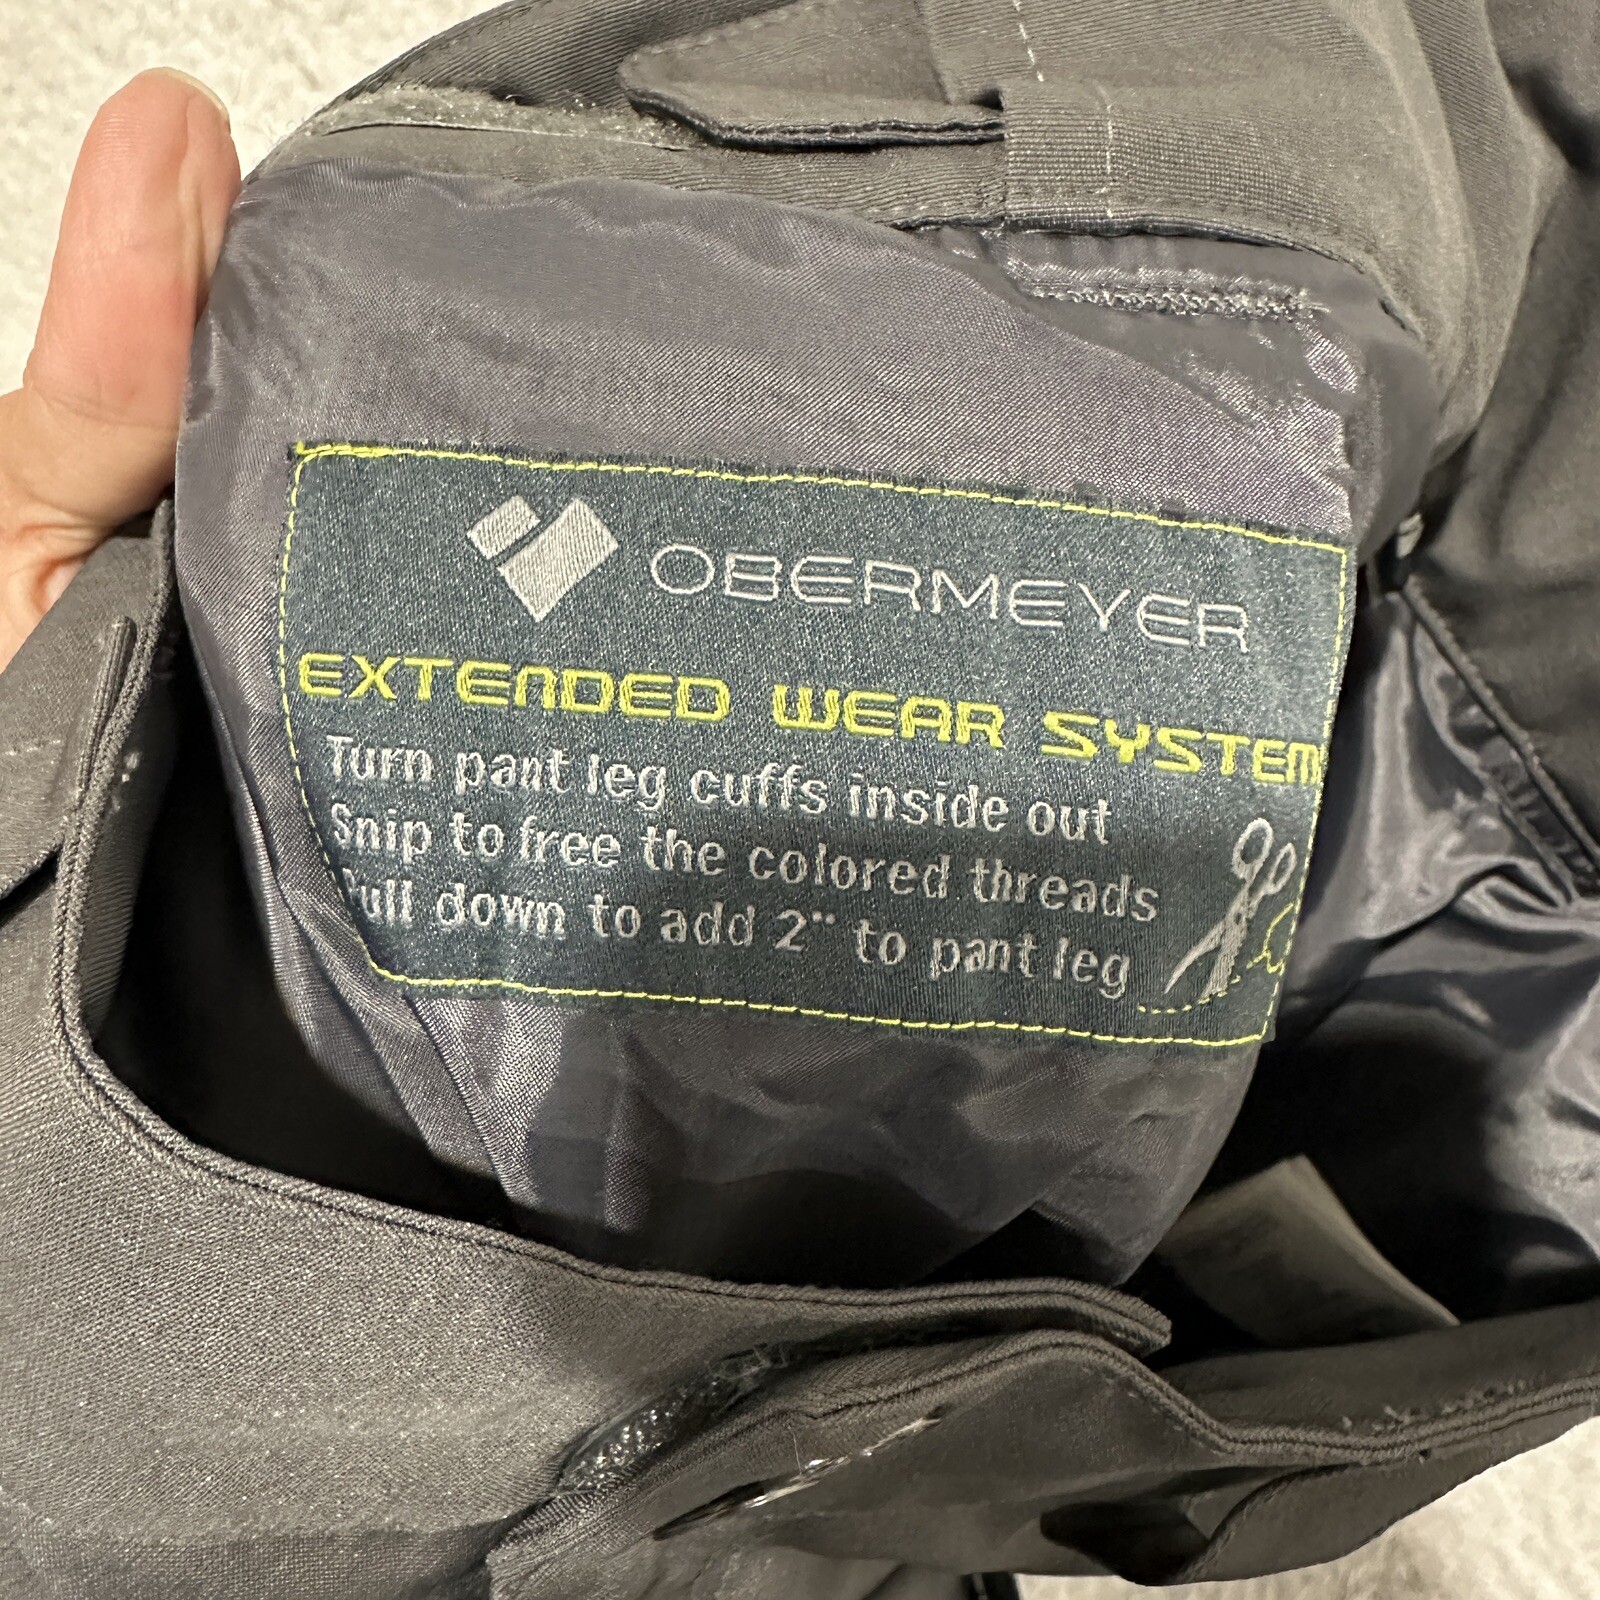 OBERMEYER
EXTENDED WEAR SYSTEM
Turn pant leg cuffs inside out
Snip to free the colored threads
Pull down to add 2" to pant leg